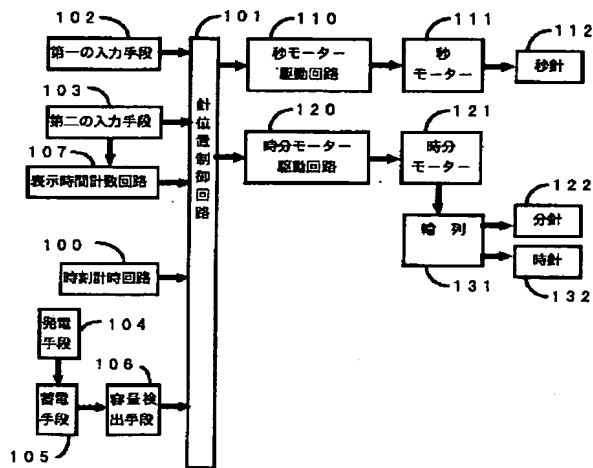 102
第一の入力手段
103
第二の入力手段
107
表示時間計数回路
100
時刻計時回路
発電
手段
104
蓄電
手段
105
106
容量検
出手段
101
針位置制御回路
110
秒モーター
駆動回路
111
秒
モーター
112
秒針
120
時分モーター
駆動回路
121
時分
モーター
122
分針
輪列
131
時針
132